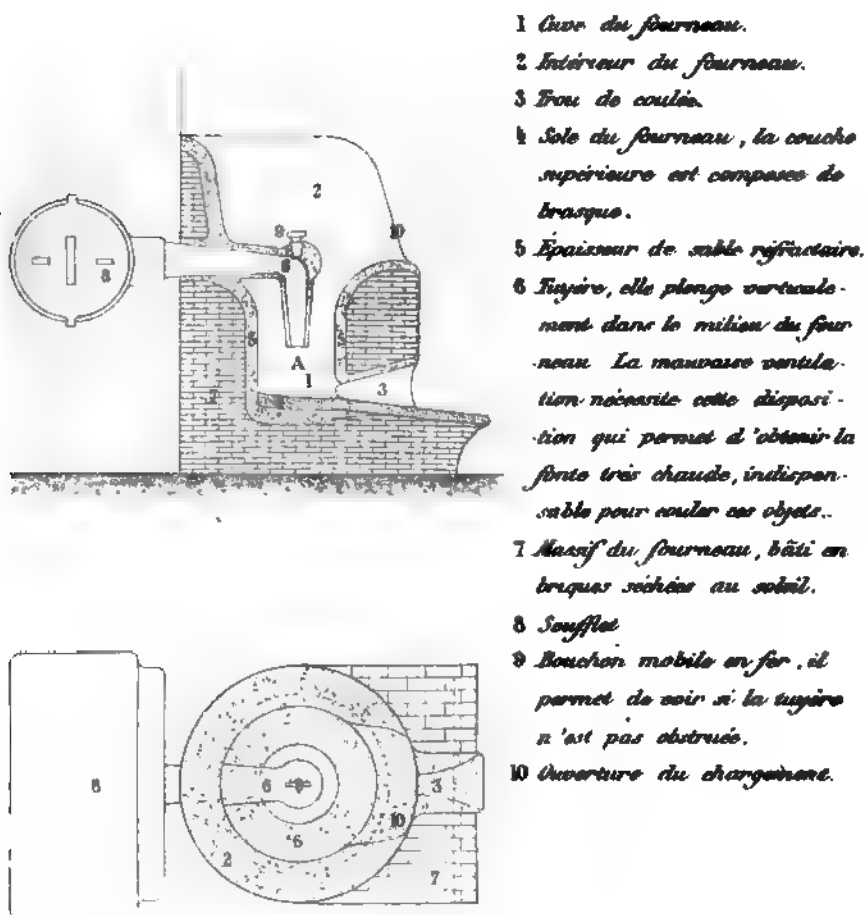 1 Cuve du fourneau.
2 Intérieur du fourneau.
3 Trou de coulée.
4 Sole du fourneau, la couche
supérieure est composée de
brasque.
5 Épaisseur de sable réfractaire.
6 Tuyère, elle plonge verticale-
ment dans le milieu du four
neau La mauvaise ventila-
tion nécessite cette disposi-
tion qui permet d'obtenir la
fonte très chaude, indispen-
sable pour couler ces objets..
7 Massif du fourneau, bâti en
briques séchées au soleil.
8 Soufflet
9 Bouchon mobile en fer, il
permet de voir si la tuyère
n'est pas obstruée.
10 Ouverture du chargement.
2
9
10
6
8
5
5
A
1
3
7
4
8
6
9
3
10
6
2
7